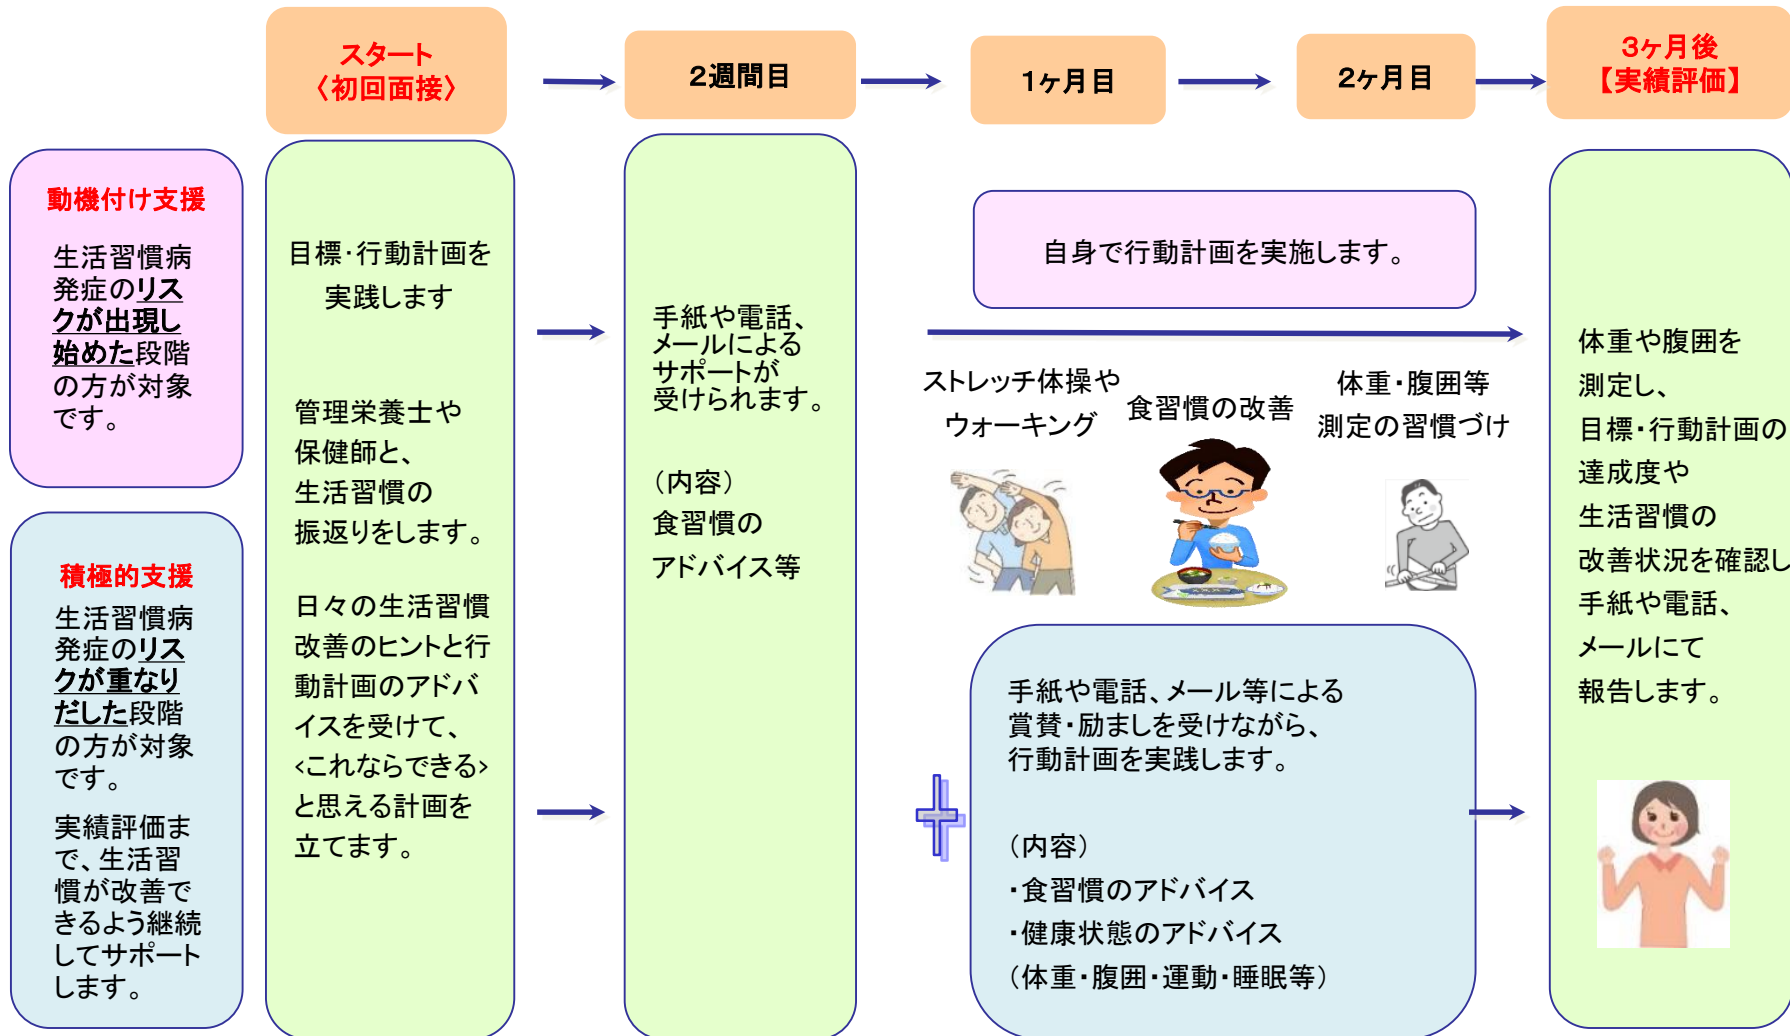 スタート
〈初回面接〉
2週間目
1ヶ月目
2ヶ月目
3ヶ月後
【実績評価】
動機付け支援
生活習慣病
発症のリス
クが出現し
始めた段階
の方が対象
です。
積極的支援
生活習慣病
発症のリス
クが重なり
だした段階
の方が対象
です。
実績評価ま
で、生活習
慣が改善で
きるよう継続
してサポート
します。
目標・行動計画を
実践します
管理栄養士や
保健師と、
生活習慣の
振返りをします。
日々の生活習慣
改善のヒントと行
動計画のアドバ
イスを受けて、
<これならできる>
と思える計画を
立てます。
手紙や電話、
メールによる
サポートが
受けられます。
(内容)
食習慣の
アドバイス等
自身で行動計画を実施します。
ストレッチ体操や
ウォーキング
食習慣の改善
体重・腹囲等
測定の習慣づけ
手紙や電話、メール等による
賞賛・励ましを受けながら、
行動計画を実践します。
(内容)
・食習慣のアドバイス
・健康状態のアドバイス
(体重・腹囲・運動・睡眠等)
体重や腹囲を
測定し、
目標・行動計画の
達成度や
生活習慣の
改善状況を確認し
手紙や電話、
メールにて
報告します。